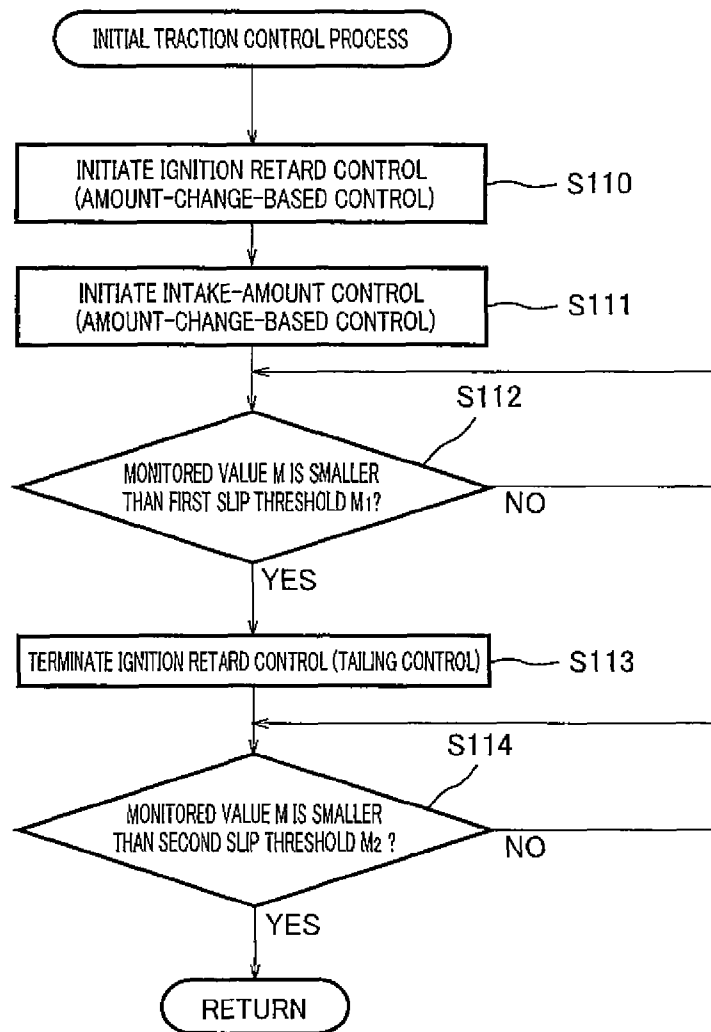 INITIAL TRACTION CONTROL PROCESS
INITIATE IGNITION RETARD CONTROL
(AMOUNT-CHANGE-BASED CONTROL)
S110
INITIATE INTAKE-AMOUNT CONTROL
(AMOUNT-CHANGE-BASED CONTROL)
S111
S112
MONITORED VALUE M IS SMALLER
THAN FIRST SLIP THRESHOLD M1?
NO
YES
TERMINATE IGNITION RETARD CONTROL (TAILING CONTROL)
S113
S114
MONITORED VALUE M IS SMALLER
THAN SECOND SLIP THRESHOLD M2 ?
NO
YES
RETURN